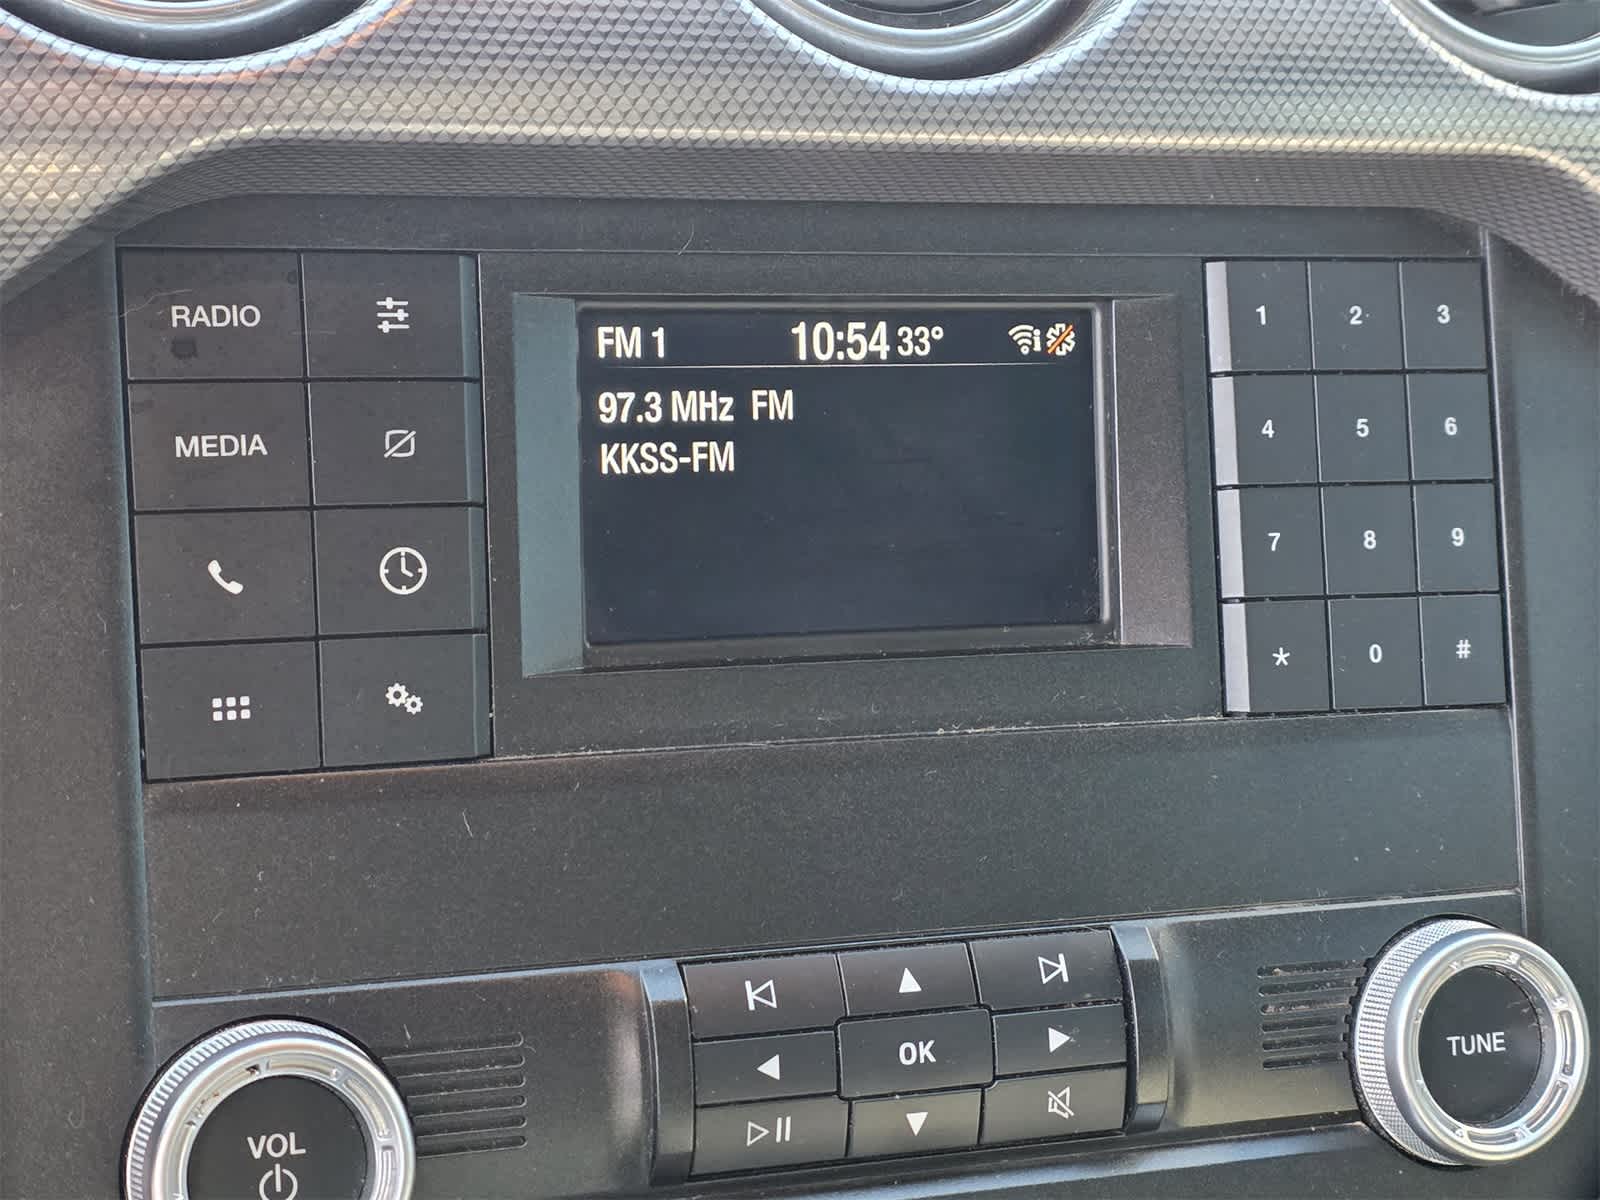 FM 1 10:54 33°
97.3 MHz FM
KKSS-FM
RADIO
MEDIA
1 2 3
4 5 6
7 8 9
* 0 #
OK
VOL
TUNE